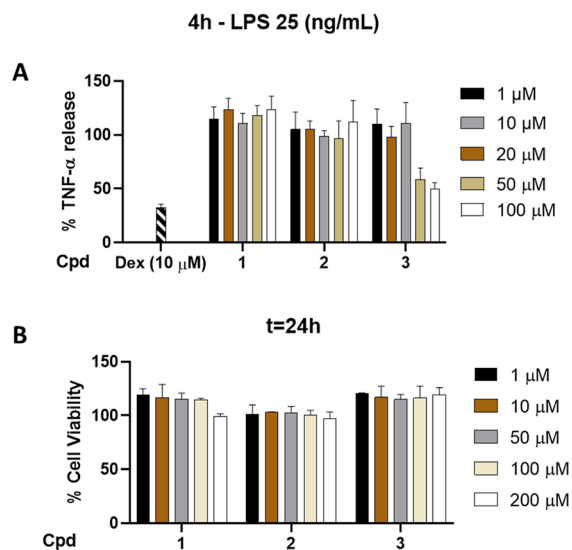 4h - LPS 25 (ng/mL)
A
% TNF-α release
150
100
50
0
Cpd
Dex (10 μM)
1
2
3
1 μM
10 μM
20 μM
50 μM
100 μM
B
t=24h
% Cell Viability
150
100
50
0
Cpd
1
2
3
1 μM
10 μM
50 μM
100 μM
200 μM